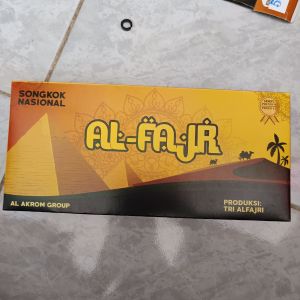 SONGKOK
NASIONAL
AL-FAJR
AL AKROM GROUP
PRODUKSI:
TRI ALFAJRI